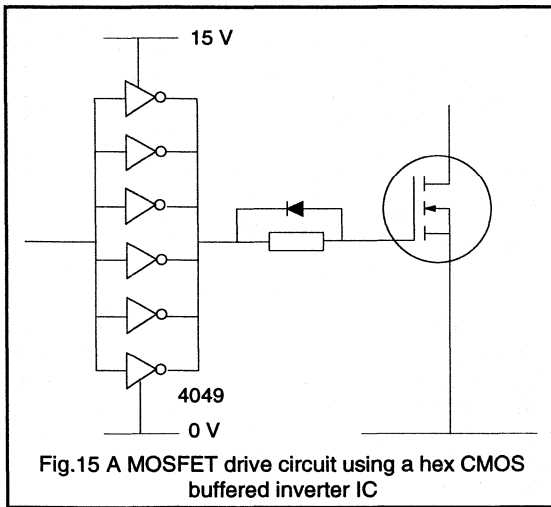 15 V
4049
0 V
Fig.15 A MOSFET drive circuit using a hex CMOS
buffered inverter IC